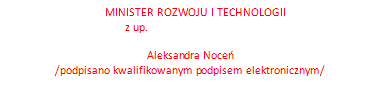 MINISTER ROZWOJU I TECHNOLOGII
z up.
Aleksandra Noceń
/podpisano kwalifikowanym podpisem elektronicznym/